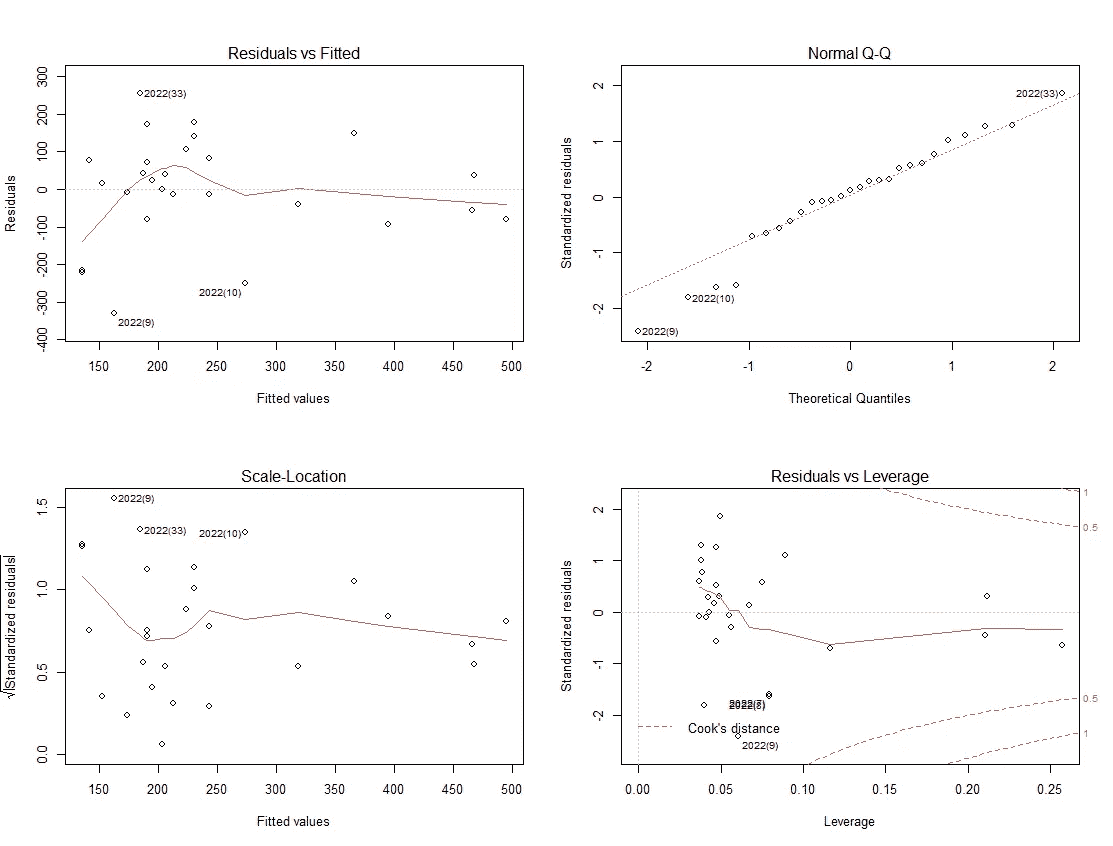 Residuals vs Fitted
Residuals
300
200
100
0
-100
-200
-300
-400
2022(33)
2022(10)
2022(9)
150 200 250 300 350 400 450 500
Fitted values
Normal Q-Q
Standardized residuals
2
1
0
-1
-2
2022(33)
2022(10)
2022(9)
-2 -1 0 1 2
Theoretical Quantiles
Scale-Location
√|Standardized residuals|
1.5
1.0
0.5
0.0
2022(9)
2022(33) 2022(10)
150 200 250 300 350 400 450 500
Fitted values
Residuals vs Leverage
Standardized residuals
2
1
0
-1
-2
1
0.5
0.5
1
Cook's distance
2022(9)
0.00 0.05 0.10 0.15 0.20 0.25
Leverage